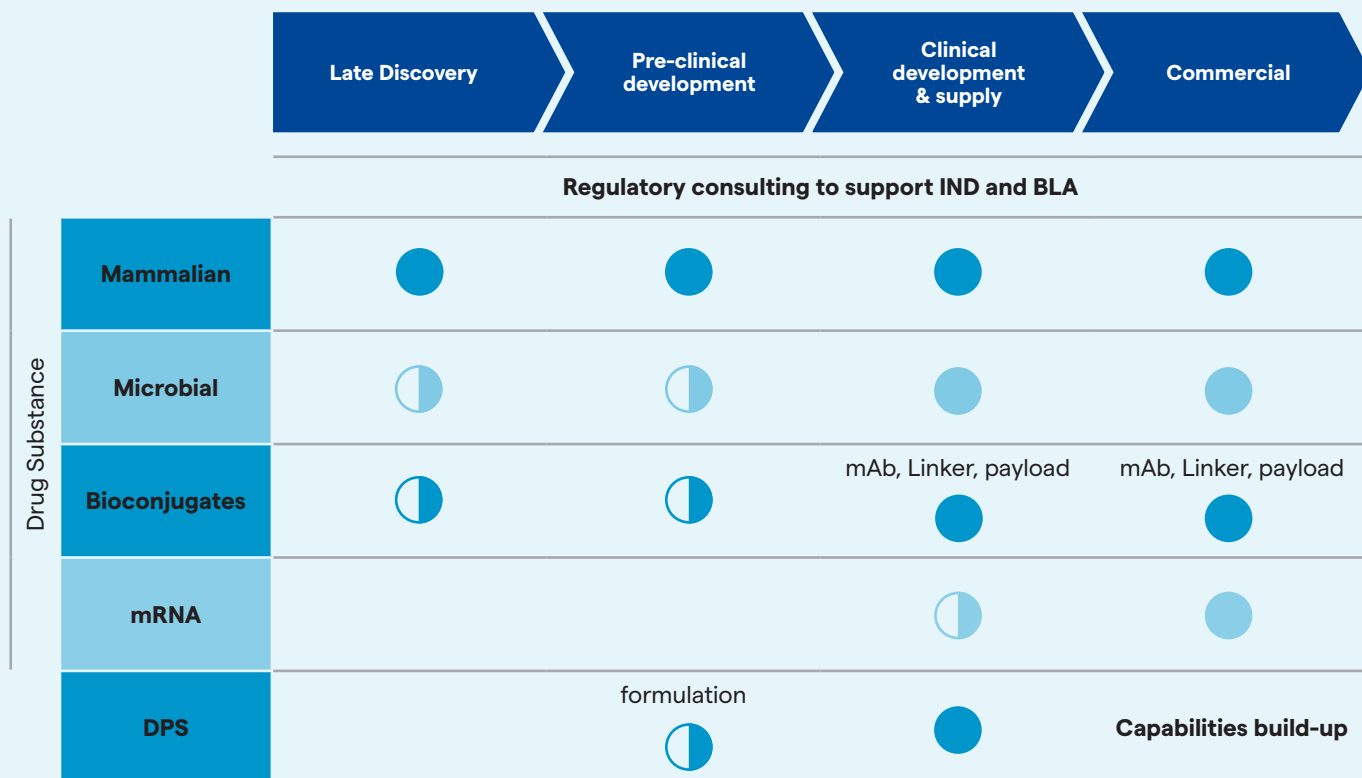 Late Discovery
Pre-clinical
development
Clinical
development
& supply
Commercial
Regulatory consulting to support IND and BLA
Drug Substance
Mammalian
Microbial
Bioconjugates
mAb, Linker, payload
mAb, Linker, payload
mRNA
DPS
formulation
Capabilities build-up